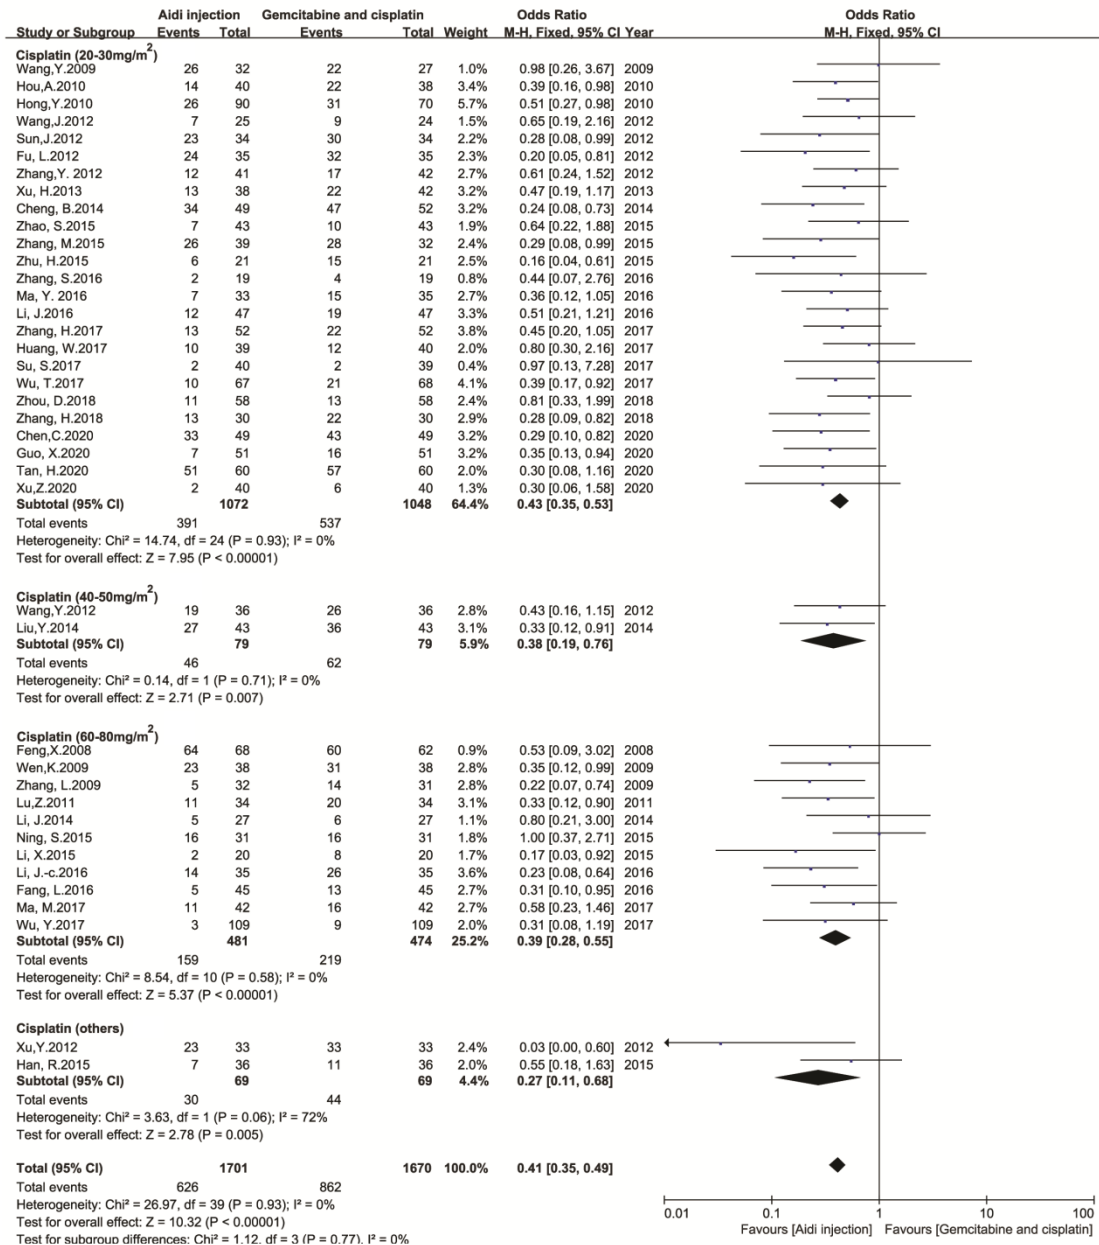 Aidi injection Gemcitabine and cisplatin Odds Ratio Odds Ratio
Study or Subgroup Events Total Events Total Weight M-H, Fixed, 95% CI Year M-H, Fixed, 95% CI
Cisplatin (20-30mg/m²)
Wang,Y.2009 26 32 22 27 1.0% 0.98 [0.26, 3.67] 2009
Hou,A.2010 14 40 22 38 3.4% 0.39 [0.16, 0.98] 2010
Hong,Y.2010 26 90 31 70 5.7% 0.51 [0.27, 0.98] 2010
Wang,J.2012 7 25 9 24 1.5% 0.65 [0.19, 2.16] 2012
Sun,J.2012 23 34 30 34 2.2% 0.28 [0.08, 0.99] 2012
Fu, L.2012 24 35 32 35 2.1% 0.20 [0.05, 0.81] 2012
Zhang,Y. 2012 12 41 17 42 2.8% 0.61 [0.24, 1.52] 2012
Xu, H.2013 13 38 22 42 3.2% 0.47 [0.19, 1.17] 2013
Cheng, B.2014 34 49 47 52 3.2% 0.24 [0.08, 0.73] 2014
Zhao, S.2015 7 43 10 43 1.9% 0.64 [0.22, 1.88] 2015
Zhang, M.2015 26 39 28 32 2.4% 0.29 [0.08, 0.99] 2015
Zhu, H.2015 6 21 15 21 2.5% 0.16 [0.04, 0.61] 2015
Zhang, S.2016 2 19 4 19 0.8% 0.44 [0.07, 2.76] 2016
Ma, Y. 2016 7 33 15 35 2.7% 0.36 [0.12, 1.05] 2016
Li, J.2016 12 47 19 47 3.3% 0.51 [0.21, 1.21] 2016
Zhang, H.2017 13 52 22 52 3.8% 0.45 [0.20, 1.05] 2017
Huang, W.2017 10 39 12 40 2.0% 0.80 [0.30, 2.16] 2017
Su, S.2017 2 40 2 39 0.4% 0.97 [0.13, 7.28] 2017
Wu, T.2017 10 67 21 68 4.1% 0.39 [0.17, 0.92] 2017
Zhou, D.2018 11 58 13 58 2.4% 0.81 [0.33, 1.99] 2018
Zhang, H.2018 13 30 22 30 2.9% 0.28 [0.09, 0.82] 2018
Chen,C.2020 33 49 43 49 3.2% 0.29 [0.10, 0.82] 2020
Guo, X.2020 7 51 16 51 3.2% 0.35 [0.13, 0.94] 2020
Tan, H.2020 51 60 57 60 2.0% 0.30 [0.08, 1.16] 2020
Xu,Z.2020 2 40 6 40 1.3% 0.30 [0.06, 1.58] 2020
Subtotal (95% CI) 1072 1048 64.4% 0.43 [0.35, 0.53]
Total events 391 537
Heterogeneity: Chi² = 14.74, df = 24 (P = 0.93); I² = 0%
Test for overall effect: Z = 7.95 (P < 0.00001)
Cisplatin (40-50mg/m²)
Wang,Y.2012 19 36 26 36 2.8% 0.43 [0.16, 1.15] 2012
Liu,Y.2014 27 43 36 43 3.1% 0.33 [0.12, 0.91] 2014
Subtotal (95% CI) 79 79 5.9% 0.38 [0.19, 0.76]
Total events 46 62
Heterogeneity: Chi² = 0.14, df = 1 (P = 0.71); I² = 0%
Test for overall effect: Z = 2.71 (P = 0.007)
Cisplatin (60-80mg/m²)
Feng,X.2008 64 68 60 62 0.9% 0.53 [0.09, 3.02] 2008
Wen,K.2009 23 38 31 38 2.8% 0.35 [0.12, 0.99] 2009
Zhang, L.2009 5 32 14 31 2.8% 0.22 [0.07, 0.74] 2009
Lu,Z.2011 11 34 20 34 3.1% 0.33 [0.12, 0.90] 2011
Li, J.2014 5 27 6 27 1.1% 0.80 [0.21, 3.00] 2014
Ning, S.2015 16 31 16 31 1.8% 1.00 [0.37, 2.71] 2015
Li, X.2015 2 20 8 20 1.7% 0.17 [0.03, 0.92] 2015
Li, J.-c.2016 14 35 26 35 3.6% 0.23 [0.08, 0.64] 2016
Fang, L.2016 5 45 13 45 2.7% 0.31 [0.10, 0.95] 2016
Ma, M.2017 11 42 16 42 2.7% 0.58 [0.23, 1.46] 2017
Wu, Y.2017 3 109 9 109 2.0% 0.31 [0.08, 1.19] 2017
Subtotal (95% CI) 481 474 25.2% 0.39 [0.28, 0.55]
Total events 159 219
Heterogeneity: Chi² = 8.54, df = 10 (P = 0.58); I² = 0%
Test for overall effect: Z = 5.37 (P < 0.00001)
Cisplatin (others)
Xu,Y.2012 23 33 33 33 2.4% 0.03 [0.00, 0.60] 2012
Han, R.2015 7 36 11 36 2.0% 0.55 [0.18, 1.63] 2015
Subtotal (95% CI) 69 69 4.4% 0.27 [0.11, 0.68]
Total events 30 44
Heterogeneity: Chi² = 3.63, df = 1 (P = 0.06); I² = 72%
Test for overall effect: Z = 2.78 (P = 0.005)
Total (95% CI) 1701 1670 100.0% 0.41 [0.35, 0.49]
Total events 626 862
Heterogeneity: Chi² = 26.97, df = 39 (P = 0.93); I² = 0%
Test for overall effect: Z = 10.32 (P < 0.00001)
Test for subgroup differences: Chi² = 1.12, df = 3 (P = 0.77), I² = 0%
0.01 0.1 1 10 100
Favours [Aidi injection] Favours [Gemcitabine and cisplatin]